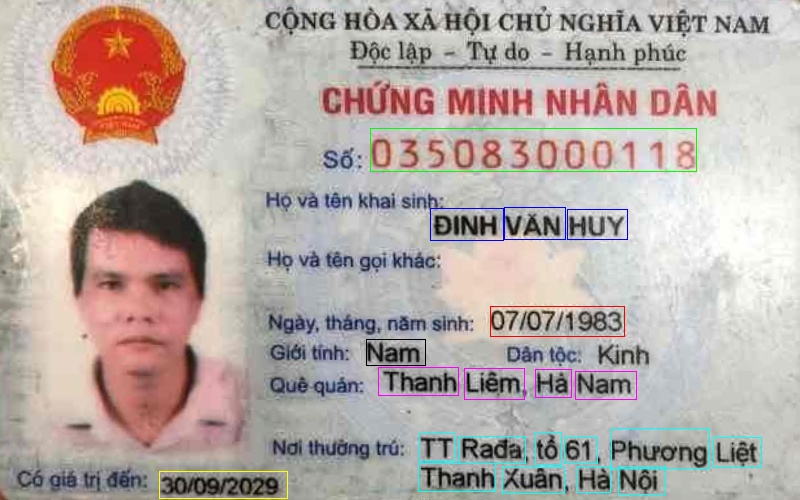 CỘNG HÒA XÃ HỘI CHỦ NGHĨA VIỆT NAM
Độc lập - Tự do - Hạnh phúc
CHỨNG MINH NHÂN DÂN
Số: 035083000118
Họ và tên khai sinh:
ĐINH VĂN HUY
Họ và tên gọi khác:
Ngày, tháng, năm sinh: 07/07/1983
Giới tính: Nam Dân tộc: Kinh
Quê quán: Thanh Liêm, Hà Nam
Nơi thường trú: TT Rađa, tổ 61, Phương Liệt
Thanh Xuân, Hà Nội
Có giá trị đến: 30/09/2029